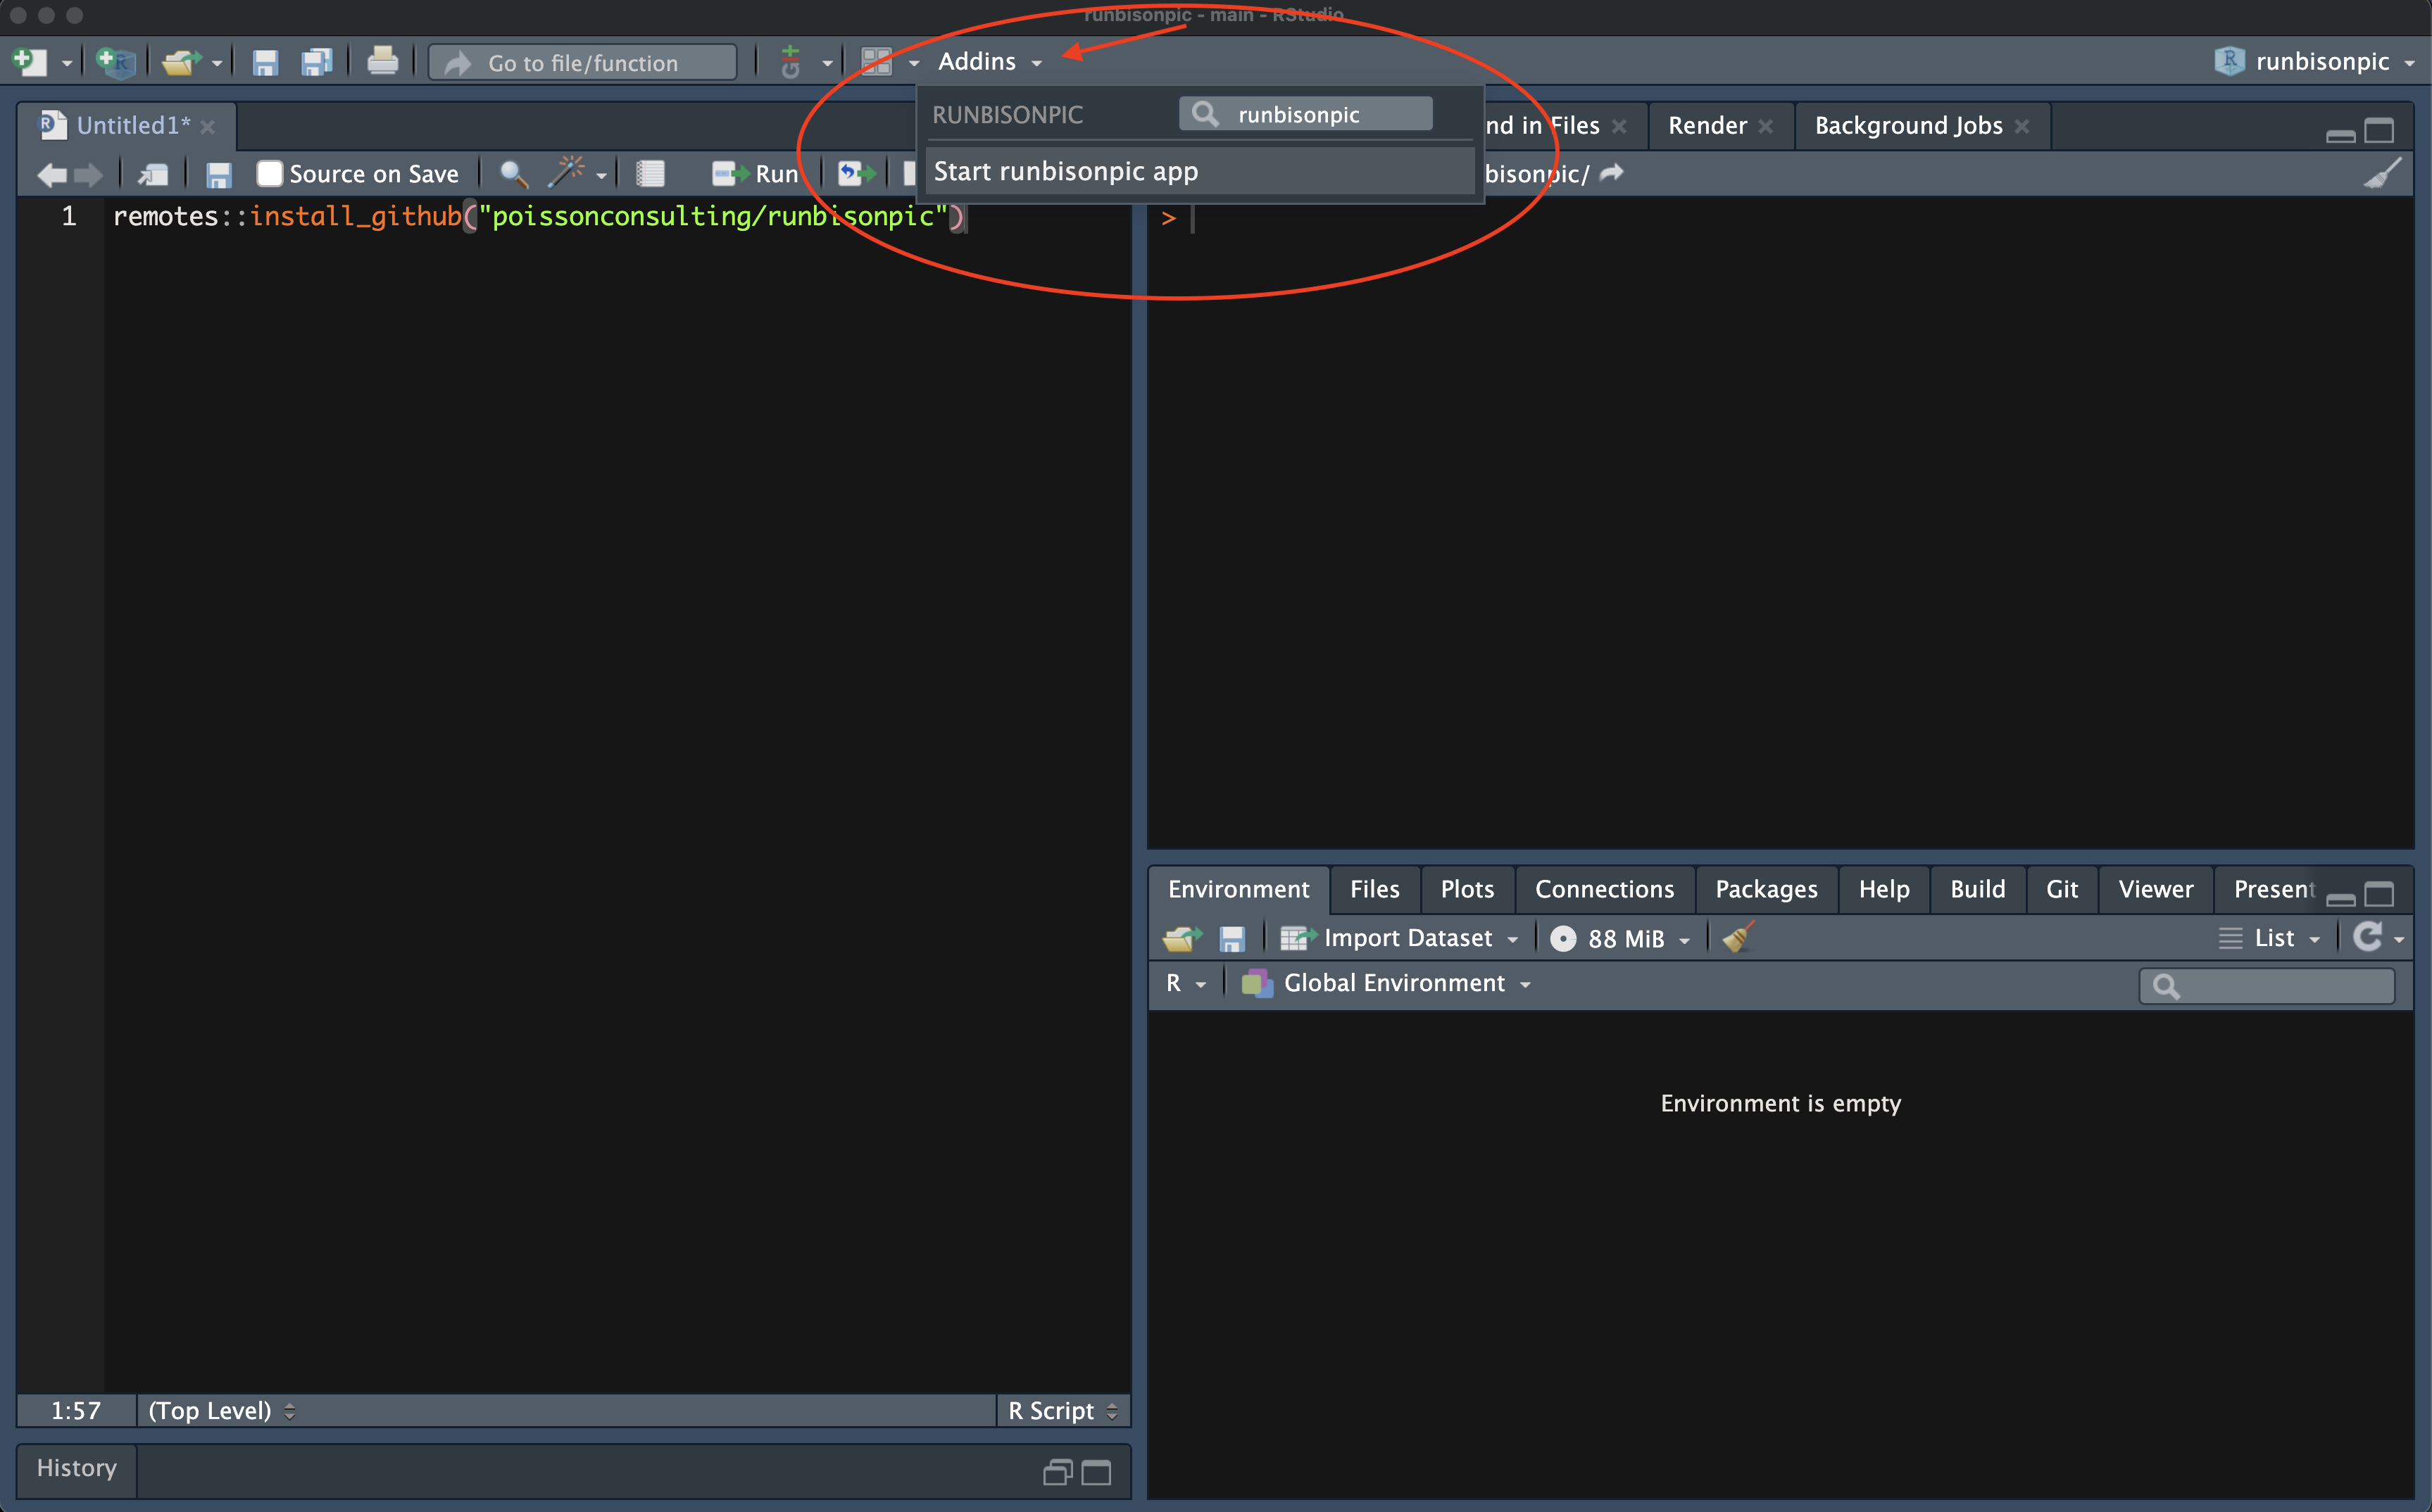 runbisonpic - main - RStudio
Go to file/function
Git
Addins
runbisonpic
RUNBISONPIC
runbisonpic
Start runbisonpic app
Untitled1*
nd in Files
Render
Background Jobs
Source on Save
Run
bisonpic/
1
remotes::install_github("poissonconsulting/runbisonpic")
>
Environment
Files
Plots
Connections
Packages
Help
Build
Git
Viewer
Present
Import Dataset
88 MiB
List
R
Global Environment
Environment is empty
1:57
(Top Level)
R Script
History